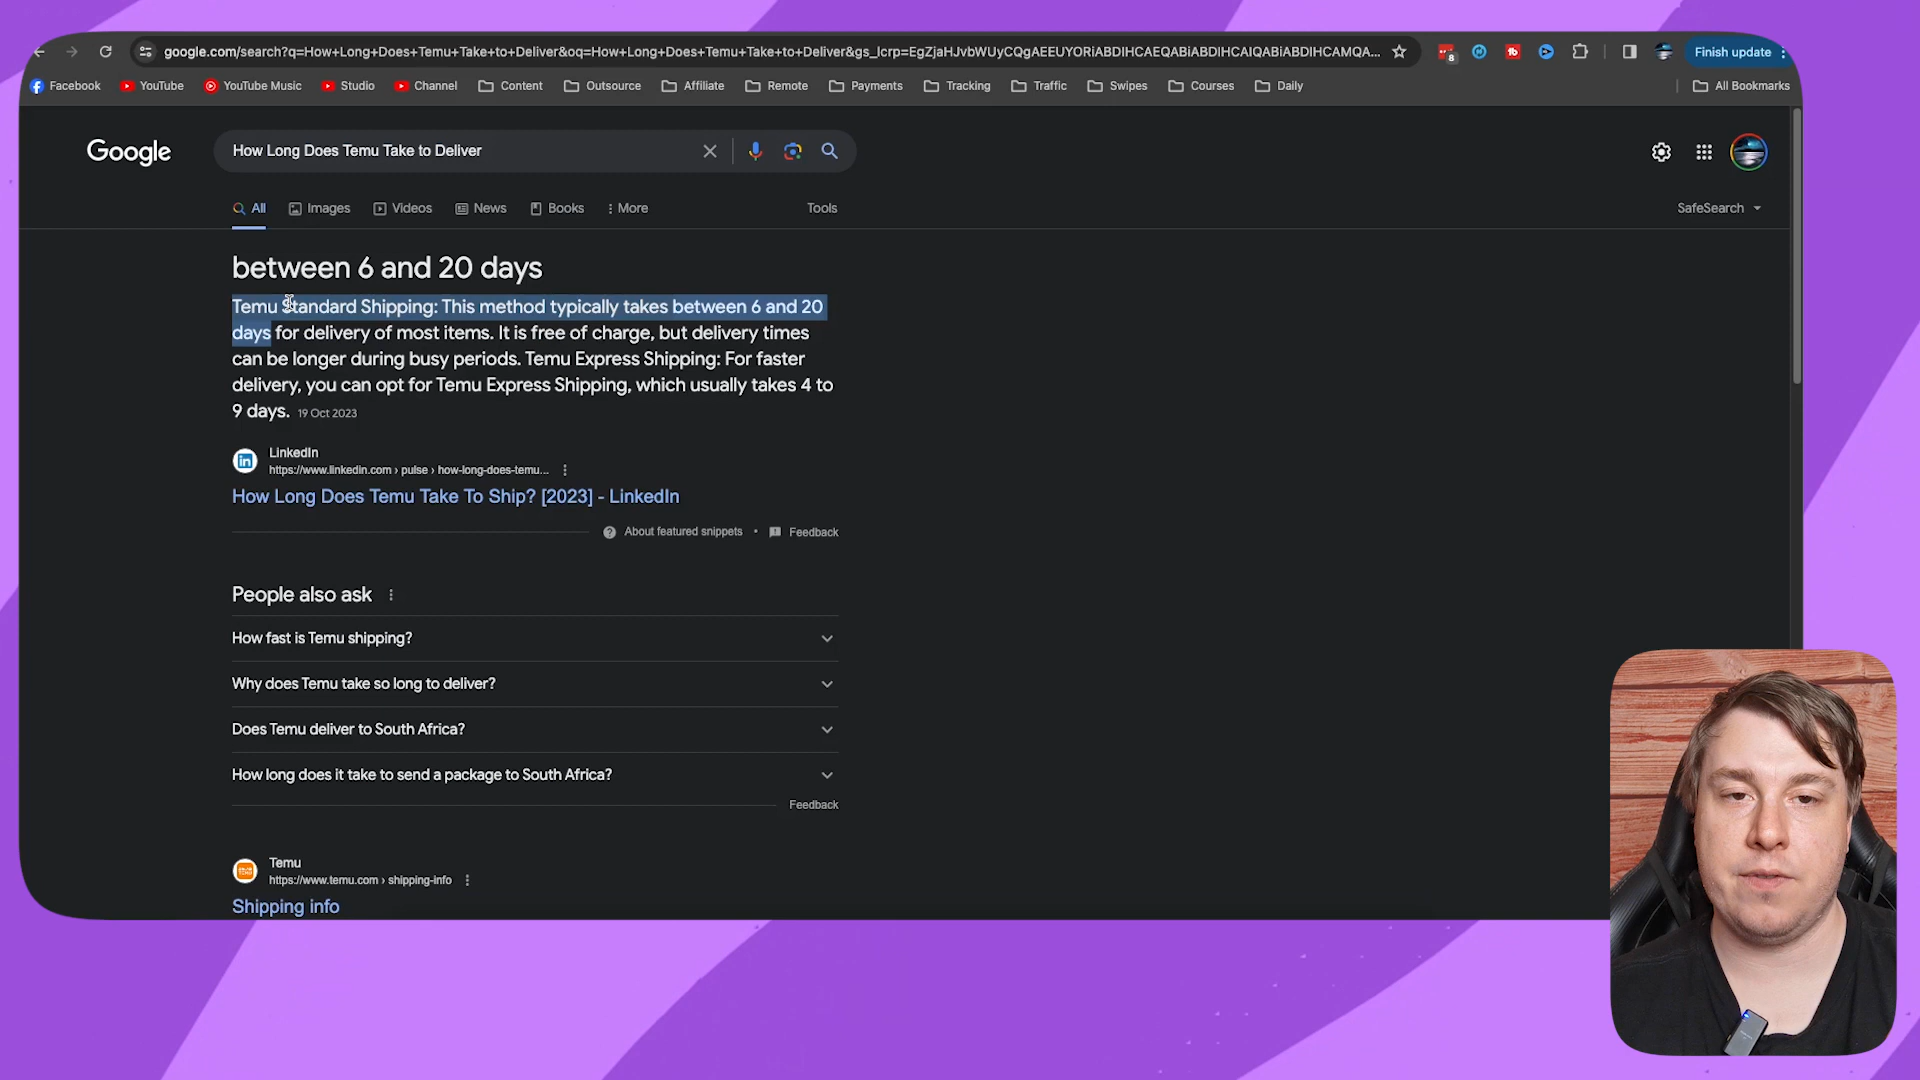 google.com/search?q=How+Long+Does+Temu+Take+to+Deliver&oq=How+Long+Does+Temu+Take+to+Deliver&gs_lcrp=EgZjaHJvbWUyCQgAEEUYORiABDIHCAEQABiABDIHCAIQABiABDIHCAMQA...
8
Finish update
Facebook
YouTube
YouTube Music
Studio
Channel
Content
Outsource
Affiliate
Remote
Payments
Tracking
Traffic
Swipes
Courses
Daily
All Bookmarks
Google
How Long Does Temu Take to Deliver
All
Images
Videos
News
Books
More
Tools
SafeSearch
between 6 and 20 days
Temu Standard Shipping: This method typically takes between 6 and 20
days for delivery of most items. It is free of charge, but delivery times
can be longer during busy periods. Temu Express Shipping: For faster
delivery, you can opt for Temu Express Shipping, which usually takes 4 to
9 days. 19 Oct 2023
LinkedIn
https://www.linkedin.com › pulse › how-long-does-temu...
How Long Does Temu Take To Ship? [2023] - LinkedIn
About featured snippets • Feedback
People also ask
How fast is Temu shipping?
Why does Temu take so long to deliver?
Does Temu deliver to South Africa?
How long does it take to send a package to South Africa?
Feedback
Temu
https://www.temu.com › shipping-info
Shipping info